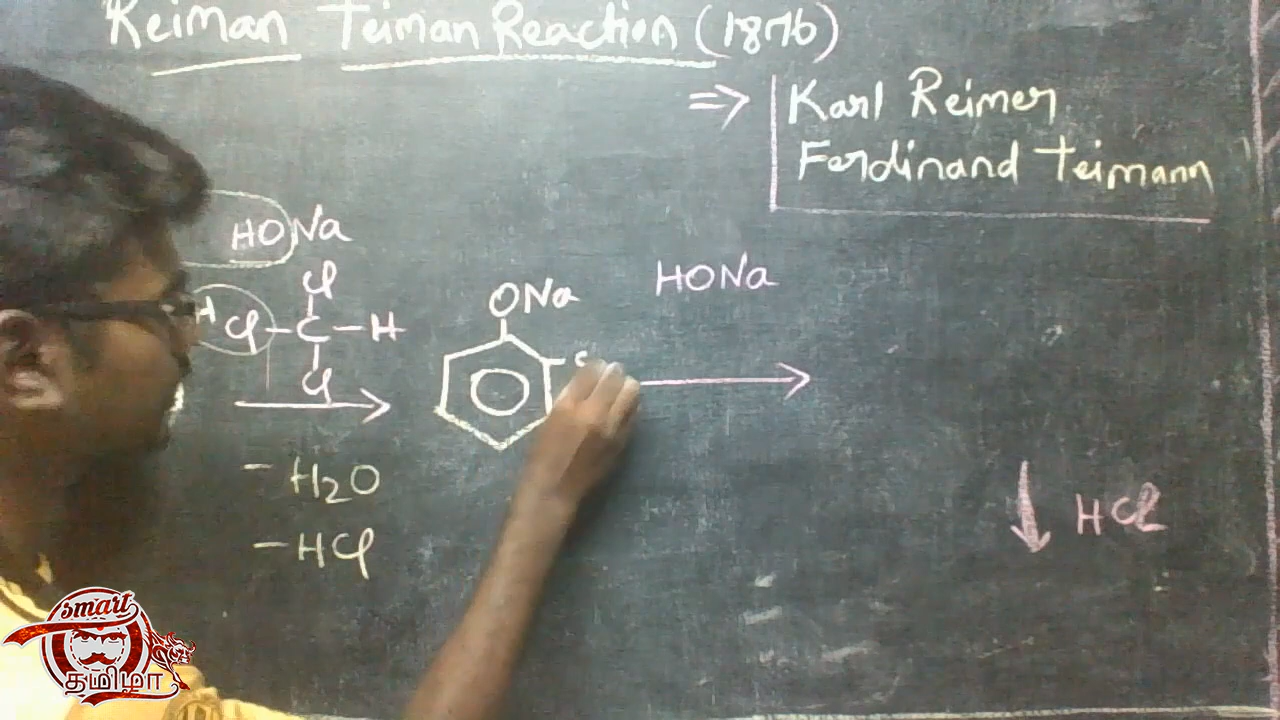 Reiman Teiman Reaction (1876)
⇒ Karl Reimer
Ferdinand Teimann
HONa
Cl
H Cl-C-H
Cl
ONa
HONa
-H2O
-HCl
↓ HCl
smart
தமிழா